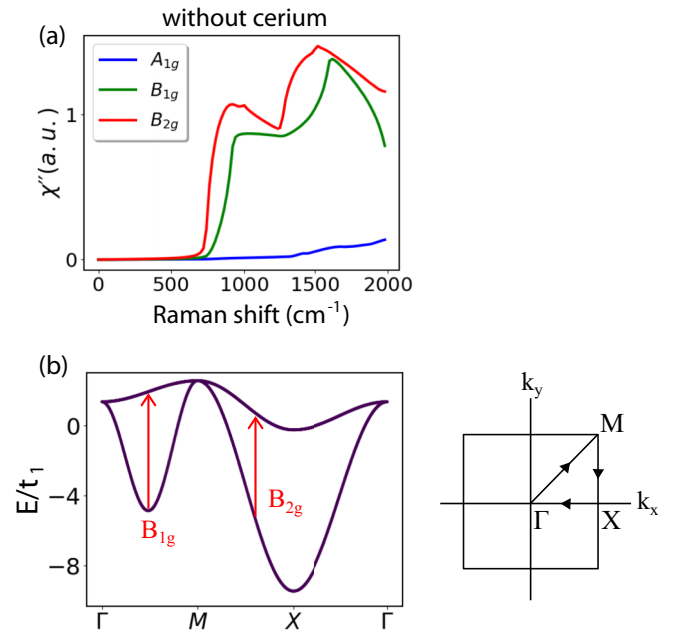 without cerium
(a)
A1g
B1g
B2g
χ″(a. u.)
1
0
0 500 1000 1500 2000
Raman shift (cm-1)
(b)
E/t1
0
−4
−8
B1g
B2g
Γ M X Γ
ky
M
kx
Γ X